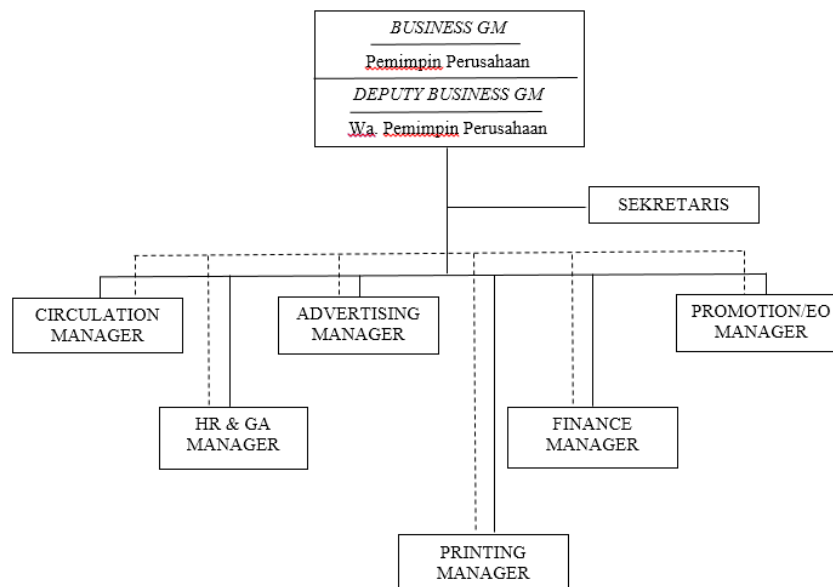 BUSINESS GM
Pemimpin Perusahaan
DEPUTY BUSINESS GM
Wa. Pemimpin Perusahaan
SEKRETARIS
CIRCULATION
MANAGER
ADVERTISING
MANAGER
PROMOTION/EO
MANAGER
HR & GA
MANAGER
FINANCE
MANAGER
PRINTING
MANAGER